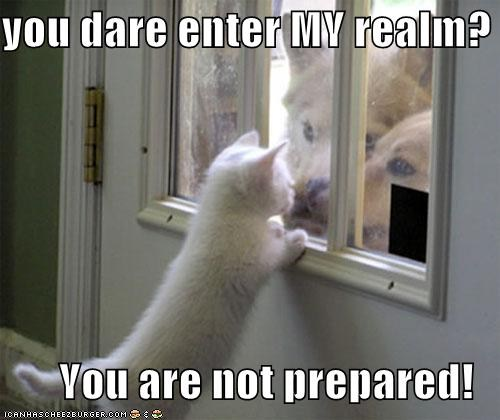 you dare enter MY realm?
You are not prepared!
ICANHASCHEEZBURGER.COM